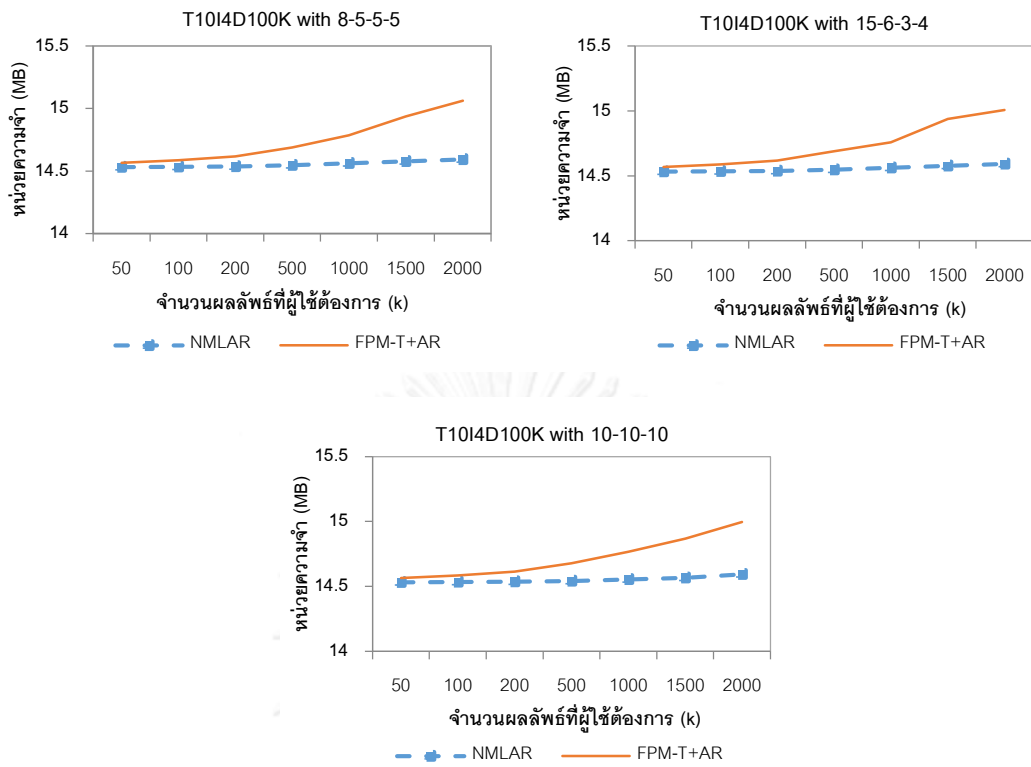 T10I4D100K with 8-5-5-5
หน่วยความจำ (MB)
15.5
15
14.5
14
50 100 200 500 1000 1500 2000
จำนวนผลลัพธ์ที่ผู้ใช้ต้องการ (k)
NMLAR FPM-T+AR
T10I4D100K with 15-6-3-4
หน่วยความจำ (MB)
15.5
15
14.5
14
50 100 200 500 1000 1500 2000
จำนวนผลลัพธ์ที่ผู้ใช้ต้องการ (k)
NMLAR FPM-T+AR
T10I4D100K with 10-10-10
หน่วยความจำ (MB)
15.5
15
14.5
14
50 100 200 500 1000 1500 2000
จำนวนผลลัพธ์ที่ผู้ใช้ต้องการ (k)
NMLAR FPM-T+AR